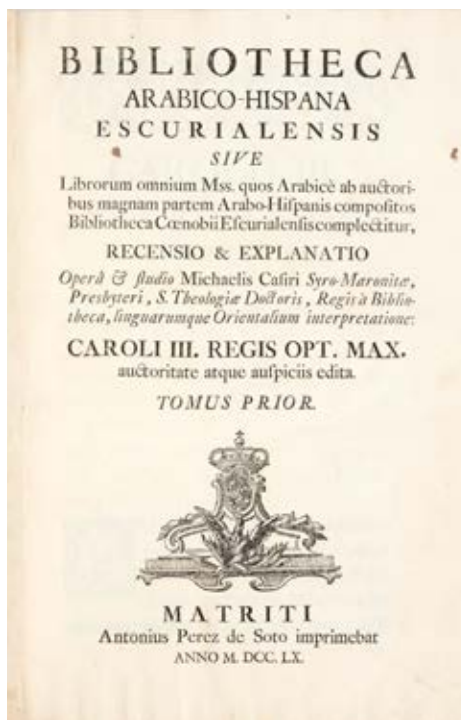 BIBLIOTHECA
ARABICO-HISPANA
ESCURIALENSIS
SIVE
Librorum omnium Mss. quos Arabicè ab auctori-
bus magnam partem Arabo-Hiſpanis compoſitos
Bibliotheca Cœnobii Eſcurialenſis complectitur,
RECENSIO & EXPLANATIO
Operâ & ſtudio Michaelis Caſiri Syro-Maronitæ,
Presbyteri, S. Theologiæ Doctoris, Regis à Biblio-
theca, linguarumque Orientalium interpretatione:
CAROLI III. REGIS OPT. MAX.
auctoritate atque auſpiciis edita.
TOMUS PRIOR.
MATRITI
Antonius Perez de Soto imprimebat
ANNO M. DCC. LX.